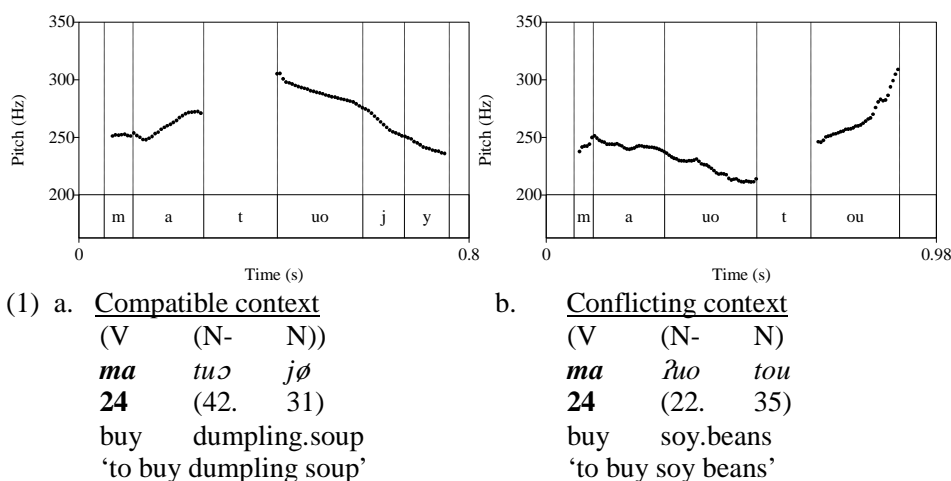 350 300 250 200
Pitch (Hz)
m a t uo j y
0 0.8
Time (s)
350 300 250 200
Pitch (Hz)
m a uo t ou
0 0.98
Time (s)
(1) a. Compatible context b. Conflicting context
(V (N- N)) (V (N- N)
ma tuɔ jø ma ʔuo tou
24 (42. 31) 24 (22. 35)
buy dumpling.soup buy soy.beans
‘to buy dumpling soup’ ‘to buy soy beans’